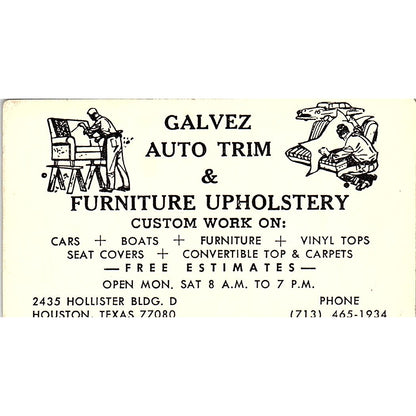 GALVEZ
AUTO TRIM
&
FURNITURE UPHOLSTERY
CUSTOM WORK ON:
CARS + BOATS + FURNITURE + VINYL TOPS
SEAT COVERS + CONVERTIBLE TOP & CARPETS
— FREE ESTIMATES —
OPEN MON. SAT 8 A.M. TO 7 P.M.
2435 HOLLISTER BLDG. D PHONE
HOUSTON, TEXAS 77080 (713) 465-1934